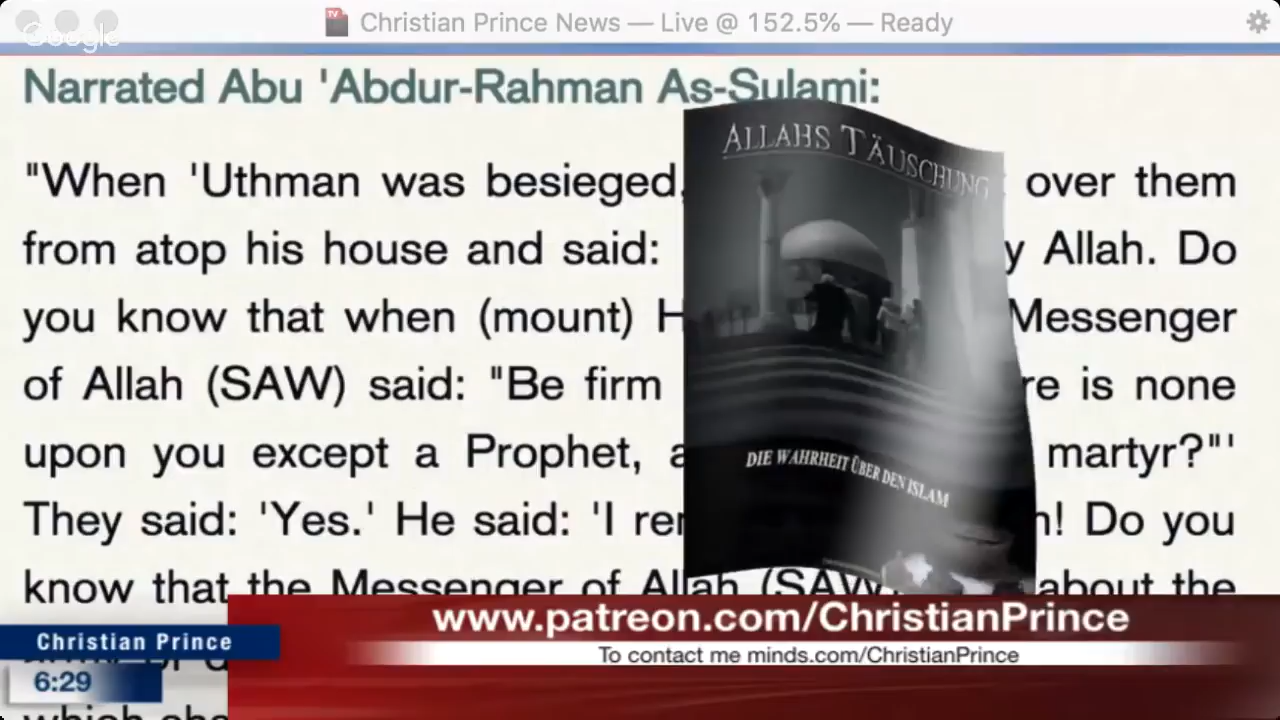 Christian Prince News — Live @ 152.5% — Ready
Google
Narrated Abu 'Abdur-Rahman As-Sulami:
"When 'Uthman was besieged, over them
from atop his house and said: y Allah. Do
you know that when (mount) H Messenger
of Allah (SAW) said: "Be firm re is none
upon you except a Prophet, a martyr?"'
They said: 'Yes.' He said: 'I rem n! Do you
know that the Messenger of Allah (SAW) about the
which
ALLAHS TÄUSCHUNG
DIE WAHRHEIT ÜBER DEN ISLAM
www.patreon.com/ChristianPrince
Christian Prince
To contact me minds.com/ChristianPrince
6:29